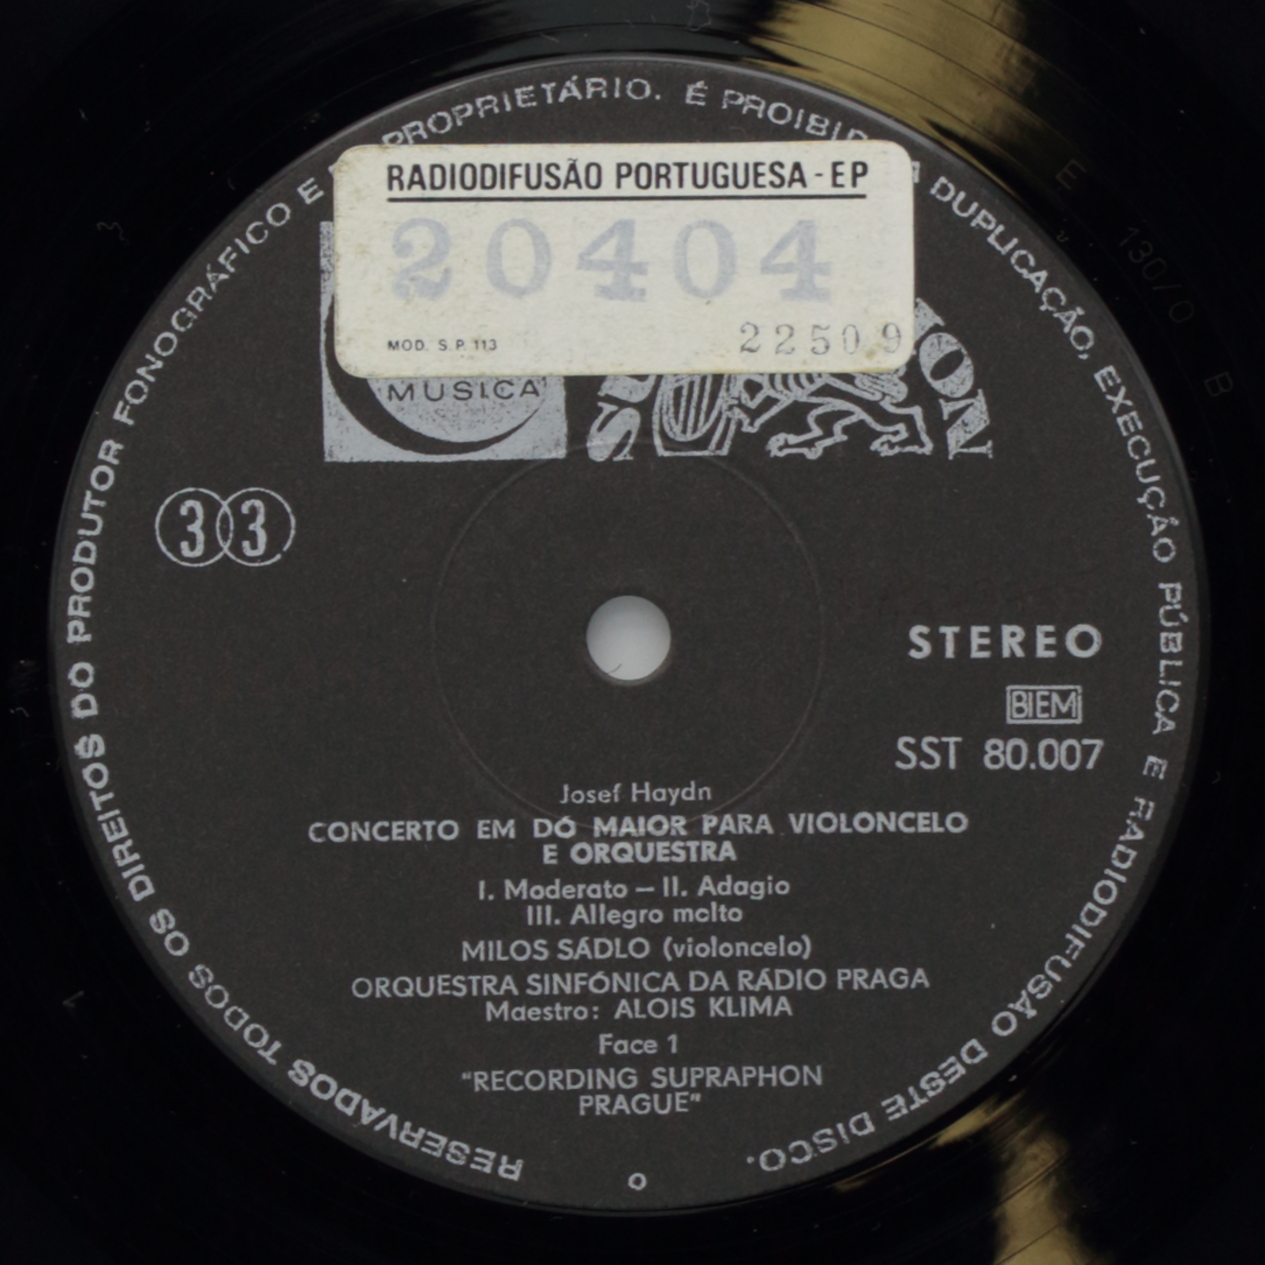 RESERVADOS TODOS OS DIREITOS DO PRODUTOR FONOGRÁFICO E PROPRIETÁRIO. É PROIBI DUPLICAÇÃO, EXECUÇÃO PÚBLICA E RADIODIFUSÃO DESTE DISCO.
RADIODIFUSÃO PORTUGUESA - EP
20404
MOD. S.P. 113
22509
MUSICA
33
STEREO
BIEM
SST 80.007
Josef Haydn
CONCERTO EM DÓ MAIOR PARA VIOLONCELO
E ORQUESTRA
I. Moderato – II. Adagio
III. Allegro molto
MILOS SÁDLO (violoncelo)
ORQUESTRA SINFÓNICA DA RÁDIO PRAGA
Maestro: ALOIS KLIMA
Face 1
"RECORDING SUPRAPHON
PRAGUE"
E 130/0 B